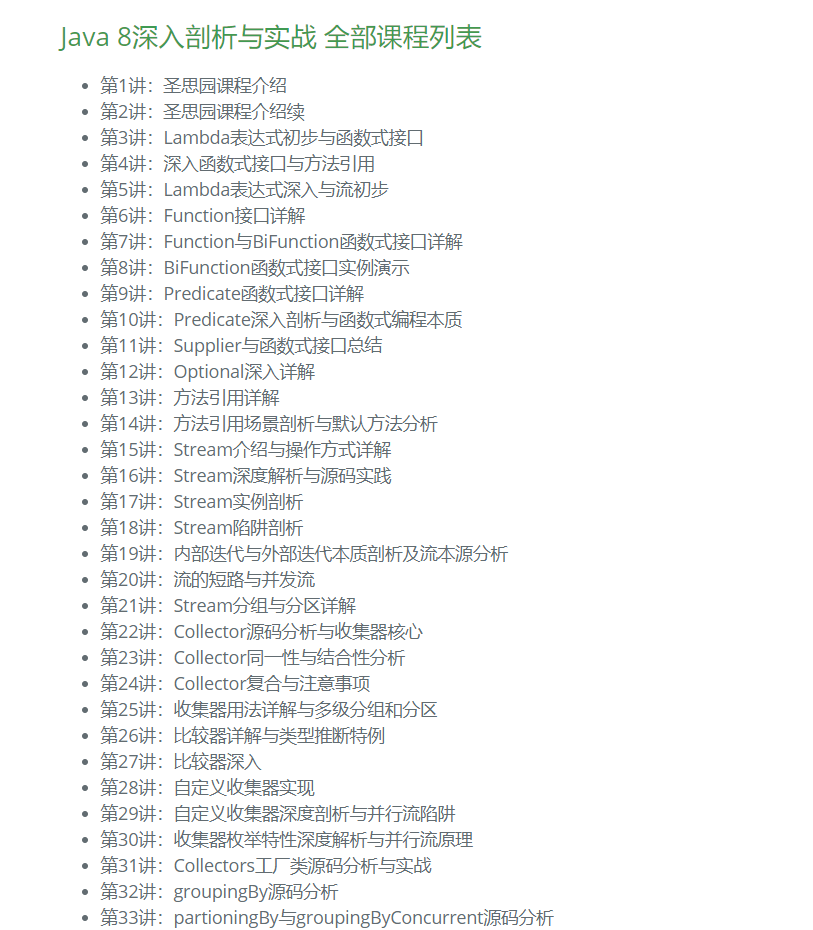 Java 8深入剖析与实战 全部课程列表
第1讲：圣思园课程介绍
第2讲：圣思园课程介绍续
第3讲：Lambda表达式初步与函数式接口
第4讲：深入函数式接口与方法引用
第5讲：Lambda表达式深入与流初步
第6讲：Function接口详解
第7讲：Function与BiFunction函数式接口详解
第8讲：BiFunction函数式接口实例演示
第9讲：Predicate函数式接口详解
第10讲：Predicate深入剖析与函数式编程本质
第11讲：Supplier与函数式接口总结
第12讲：Optional深入详解
第13讲：方法引用详解
第14讲：方法引用场景剖析与默认方法分析
第15讲：Stream介绍与操作方式详解
第16讲：Stream深度解析与源码实践
第17讲：Stream实例剖析
第18讲：Stream陷阱剖析
第19讲：内部迭代与外部迭代本质剖析及流本源分析
第20讲：流的短路与并发流
第21讲：Stream分组与分区详解
第22讲：Collector源码分析与收集器核心
第23讲：Collector同一性与结合性分析
第24讲：Collector复合与注意事项
第25讲：收集器用法详解与多级分组和分区
第26讲：比较器详解与类型推断特例
第27讲：比较器深入
第28讲：自定义收集器实现
第29讲：自定义收集器深度剖析与并行流陷阱
第30讲：收集器枚举特性深度解析与并行流原理
第31讲：Collectors工厂类源码分析与实战
第32讲：groupingBy源码分析
第33讲：partioningBy与groupingByConcurrent源码分析